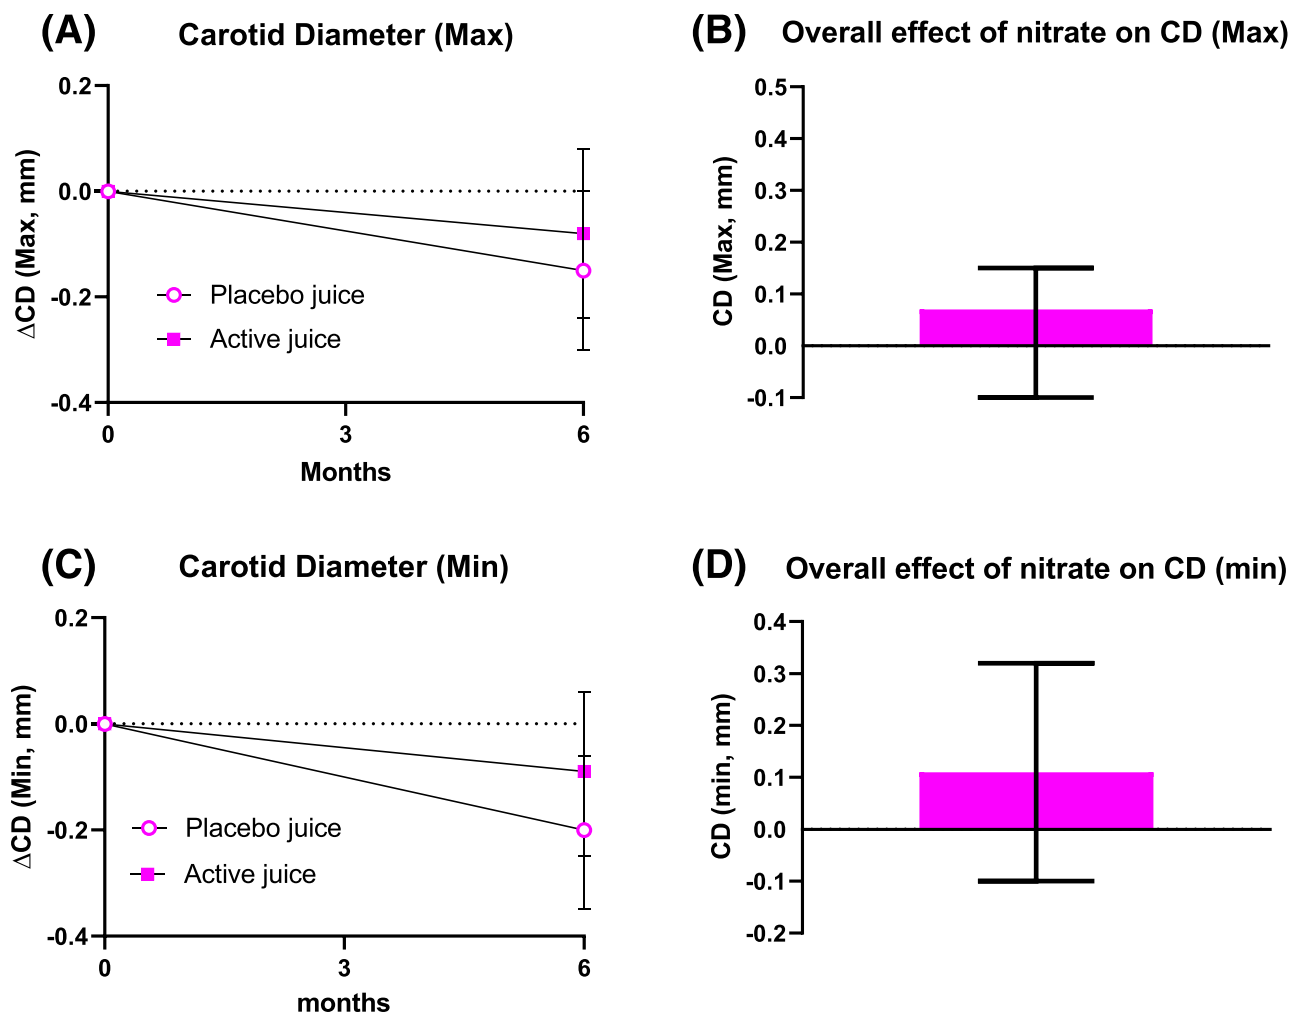 (A) Carotid Diameter (Max)
0.2
0.0
-0.2
-0.4
ΔCD (Max, mm)
Placebo juice
Active juice
0 3 6
Months
(B) Overall effect of nitrate on CD (Max)
0.5
0.4
0.3
0.2
0.1
0.0
-0.1
CD (Max, mm)
(C) Carotid Diameter (Min)
0.2
0.0
-0.2
-0.4
ΔCD (Min, mm)
Placebo juice
Active juice
0 3 6
months
(D) Overall effect of nitrate on CD (min)
0.4
0.3
0.2
0.1
0.0
-0.1
-0.2
CD (min, mm)